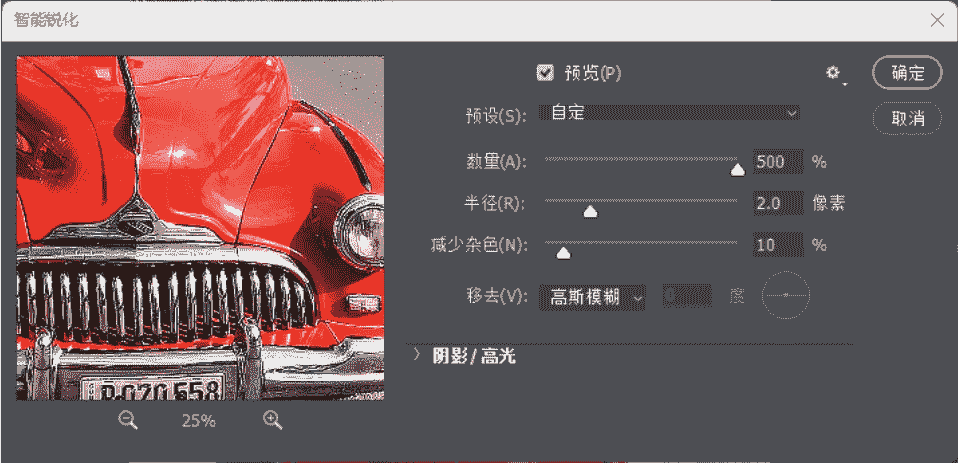 智能锐化
预览(P)
确定
预设(S): 自定
取消
数量(A): 500 %
半径(R): 2.0 像素
减少杂色(N): 10 %
移去(V): 高斯模糊 0 度
阴影/高光
25%